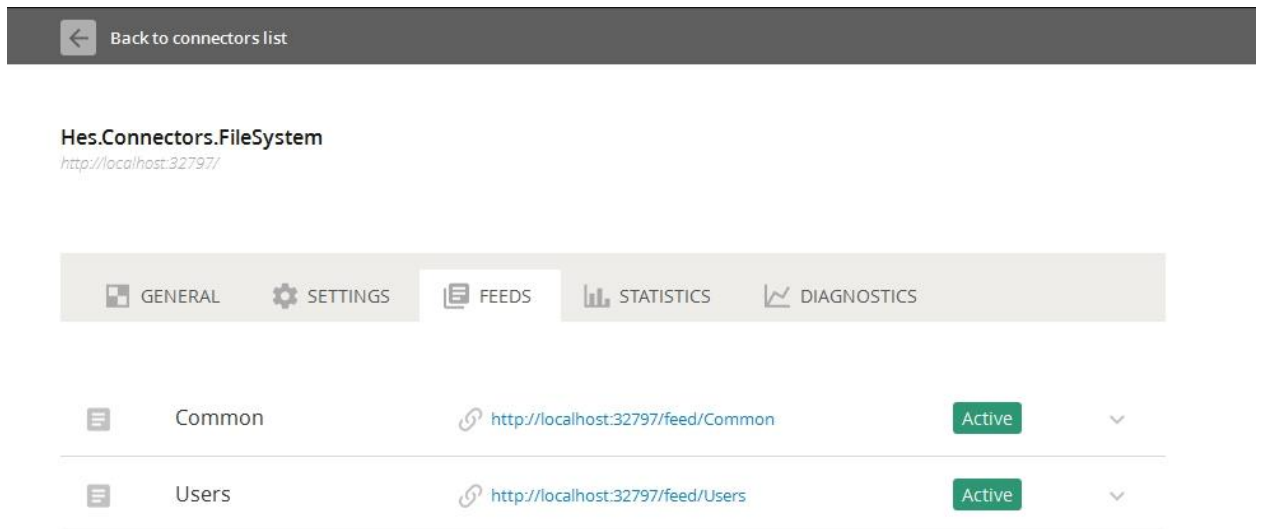 Back to connectors list
Hes.Connectors.FileSystem
http://localhost:32797/
GENERAL SETTINGS FEEDS STATISTICS DIAGNOSTICS
Common http://localhost:32797/feed/Common Active
Users http://localhost:32797/feed/Users Active